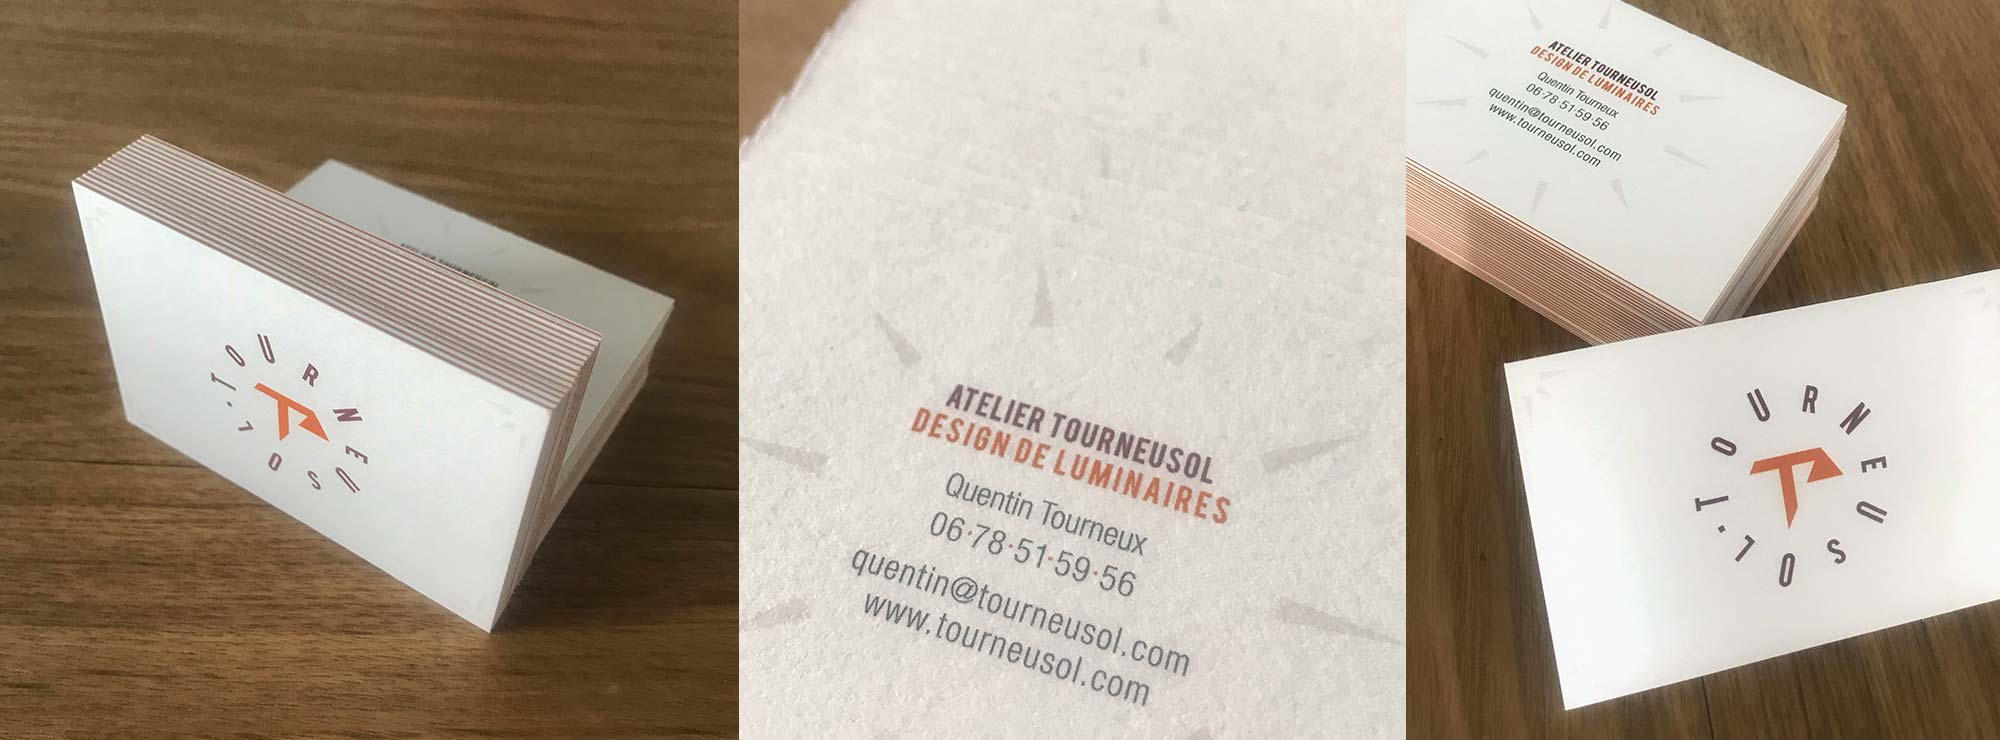 TOURNEUSOL.
ATELIER TOURNEUSOL
ATELIER TOURNEUSOL
DESIGN DE LUMINAIRES
Quentin Tourneux
06·78·51·59·56
quentin@tourneusol.com
www.tourneusol.com
ATELIER TOURNEUSOL
DESIGN DE LUMINAIRES
Quentin Tourneux
06·78·51·59·56
quentin@tourneusol.com
www.tourneusol.com
TOURNEUSOL.